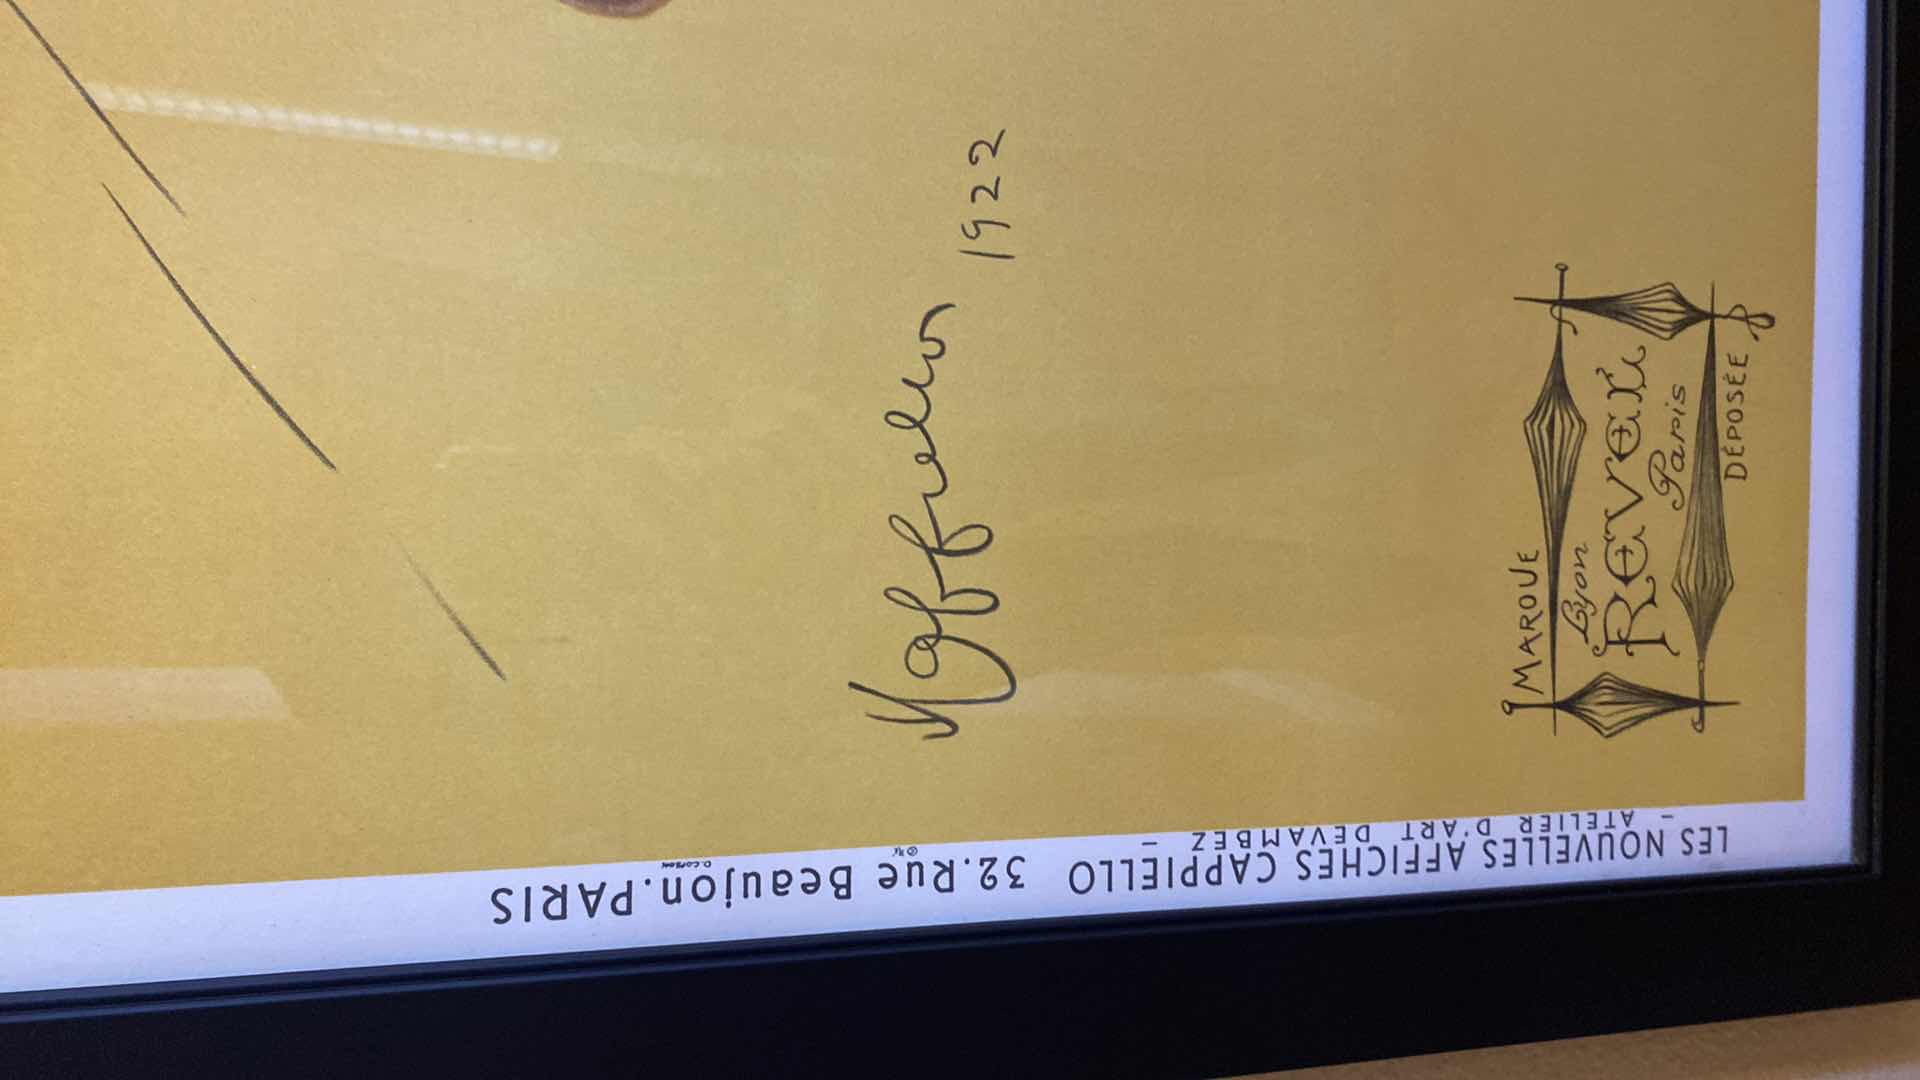 Cappiello 1922
MARQUE
Lyon
Revel
Paris
DÉPOSÉE
LES NOUVELLES AFFICHES CAPPIELLO 32.Rue Beaujon.PARIS
– ATELIER D'ART DEVAMBEZ –